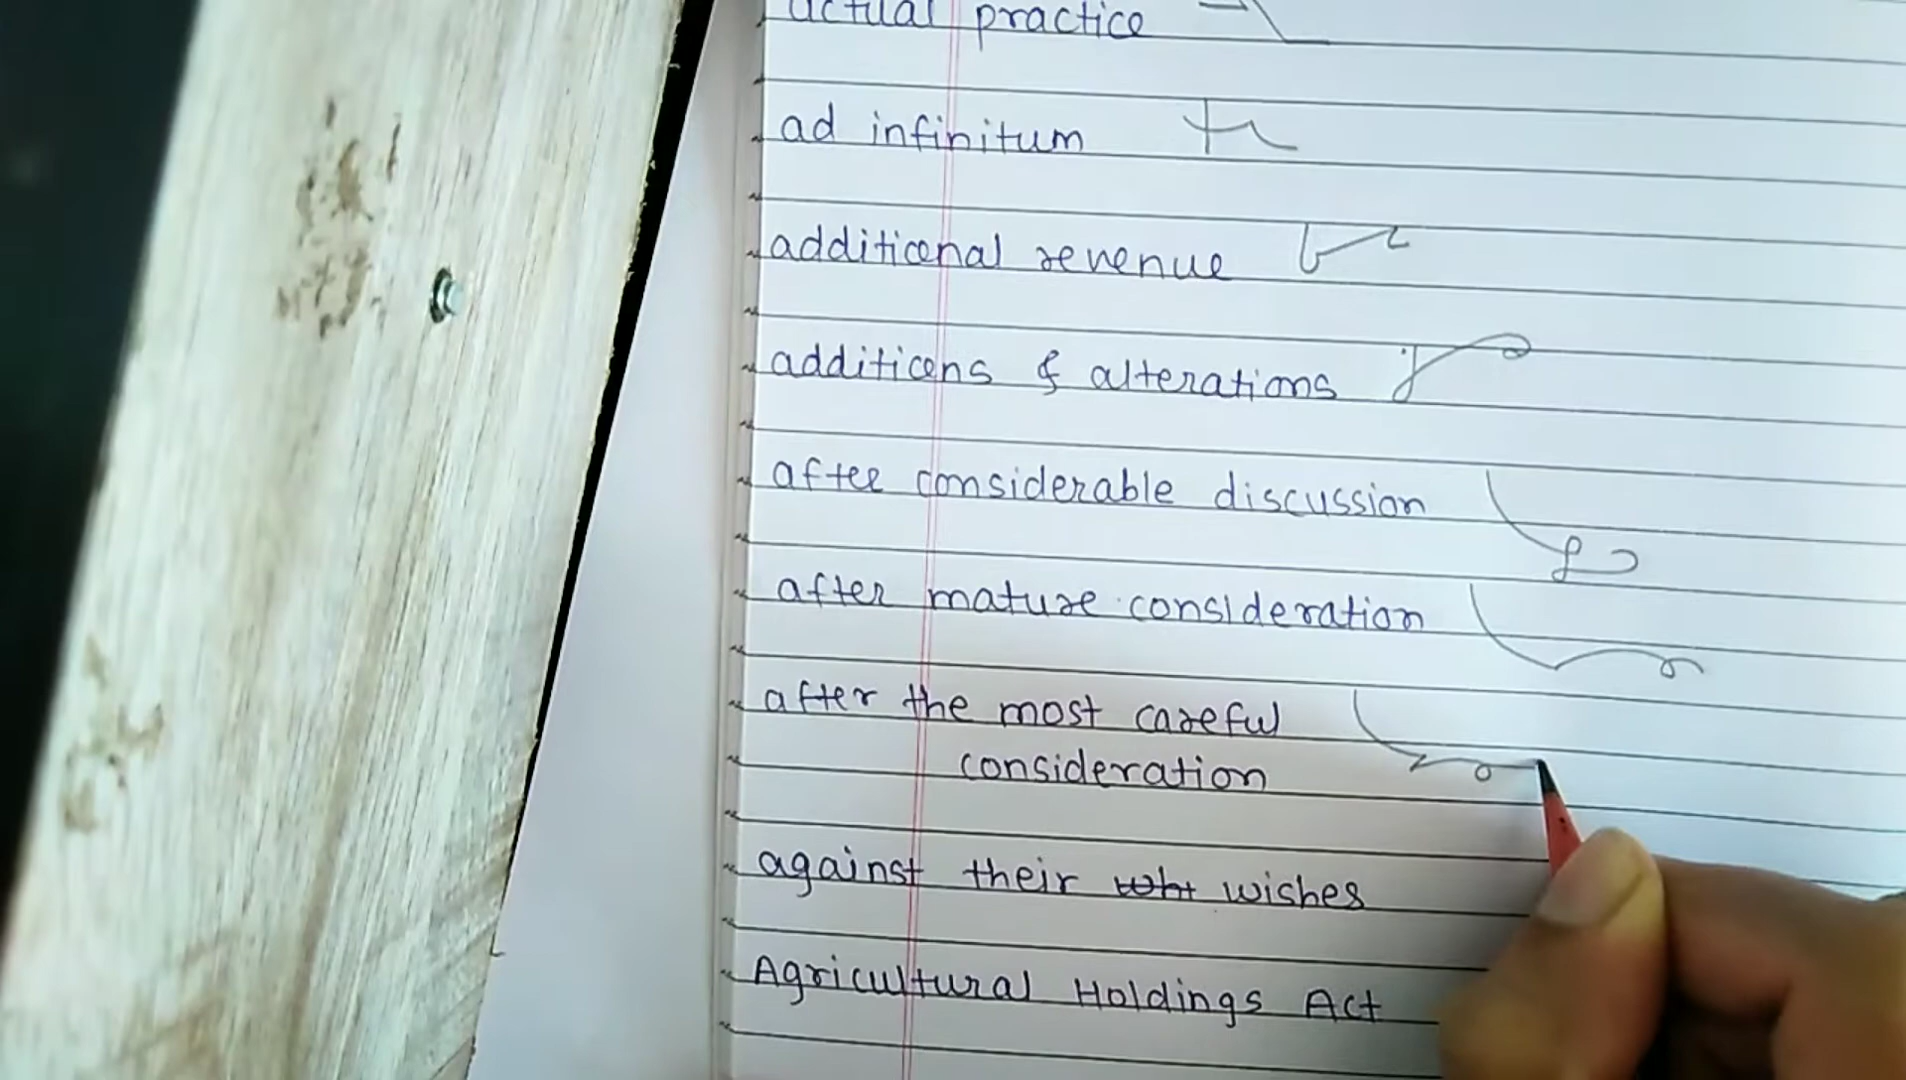 actual practice
ad infinitum
additional revenue
additions & alterations
after considerable discussion
after mature consideration
after the most careful
consideration
against their wht wishes
Agricultural Holdings Act